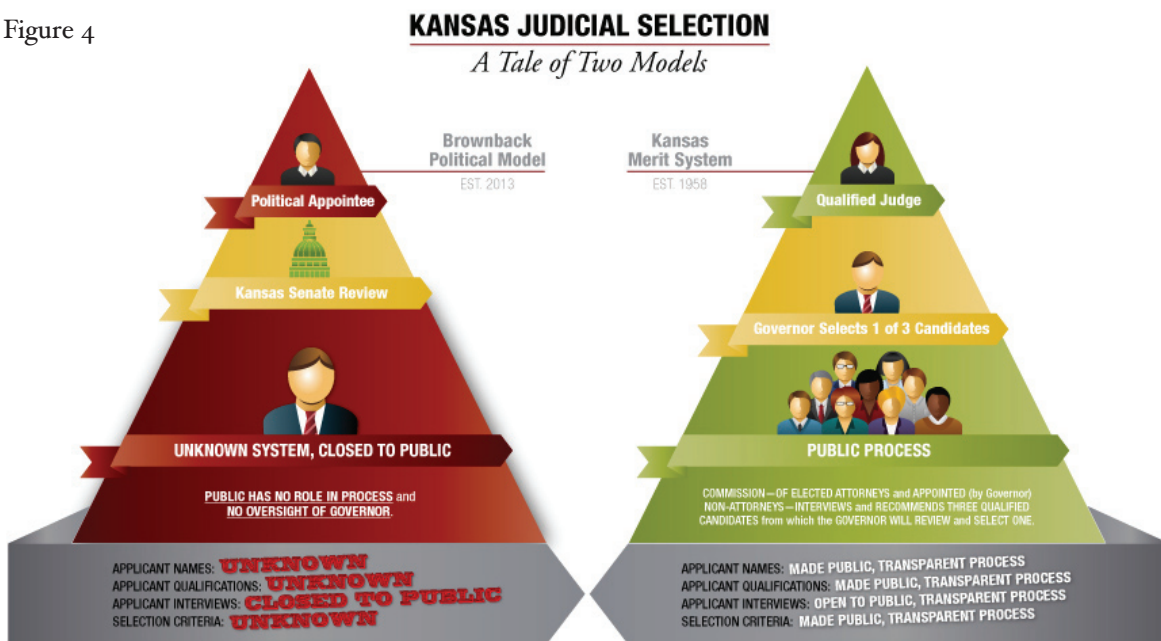 Figure 4
KANSAS JUDICIAL SELECTION
A Tale of Two Models
Brownback
Political Model
EST. 2013
Political Appointee
Kansas Senate Review
UNKNOWN SYSTEM, CLOSED TO PUBLIC
PUBLIC HAS NO ROLE IN PROCESS and
NO OVERSIGHT OF GOVERNOR.
APPLICANT NAMES: UNKNOWN
APPLICANT QUALIFICATIONS: UNKNOWN
APPLICANT INTERVIEWS: CLOSED TO PUBLIC
SELECTION CRITERIA: UNKNOWN
Kansas
Merit System
EST. 1958
Qualified Judge
Governor Selects 1 of 3 Candidates
PUBLIC PROCESS
COMMISSION—OF ELECTED ATTORNEYS and APPOINTED (by Governor)
NON-ATTORNEYS—INTERVIEWS and RECOMMENDS THREE QUALIFIED
CANDIDATES from which the GOVERNOR WILL REVIEW and SELECT ONE.
APPLICANT NAMES: MADE PUBLIC, TRANSPARENT PROCESS
APPLICANT QUALIFICATIONS: MADE PUBLIC, TRANSPARENT PROCESS
APPLICANT INTERVIEWS: OPEN TO PUBLIC, TRANSPARENT PROCESS
SELECTION CRITERIA: MADE PUBLIC, TRANSPARENT PROCESS